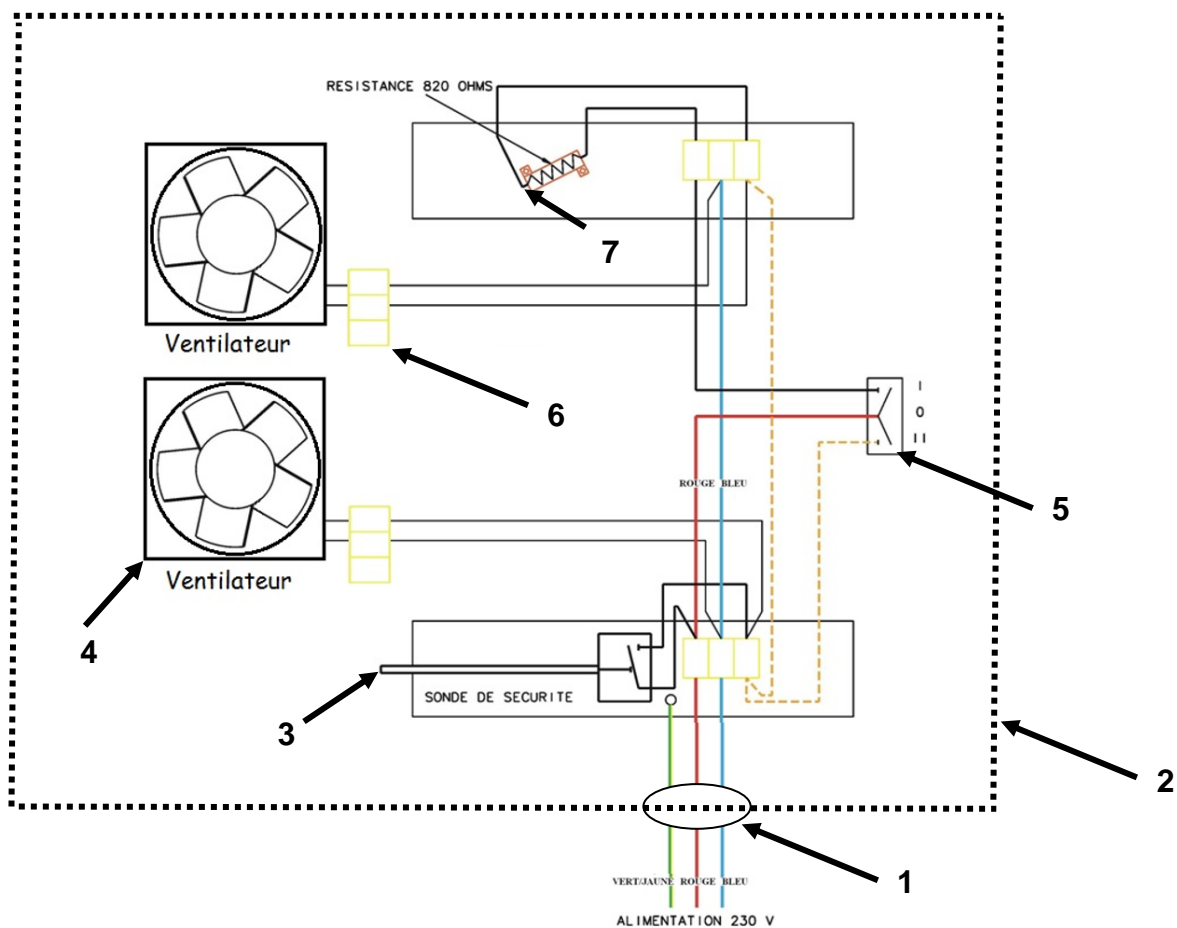 RESISTANCE 820 OHMS
7
Ventilateur
6
I
0
II
ROUGE BLEU
5
Ventilateur
4
SONDE DE SECURITE
3
2
1
VERT/JAUNE ROUGE BLEU
ALIMENTATION 230 V